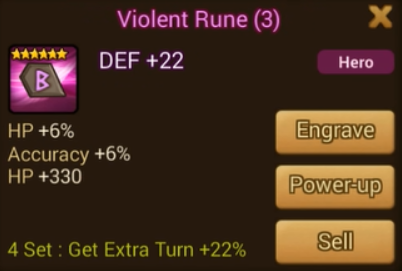 Violent Rune (3)
DEF +22
Hero
HP +6%
Accuracy +6%
HP +330
4 Set : Get Extra Turn +22%
Engrave
Power-up
Sell